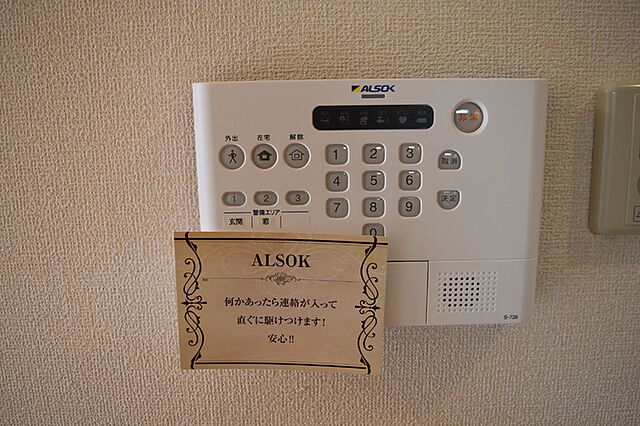 ALSOK
非常
外出 在宅 解除
1 2 3
取消
4 5 6
1 2 3
7 8 9
決定
警備エリア
玄関 窓
0
ALSOK
何かあったら連絡が入って
直ぐに駆けつけます!
安心!!
S-726